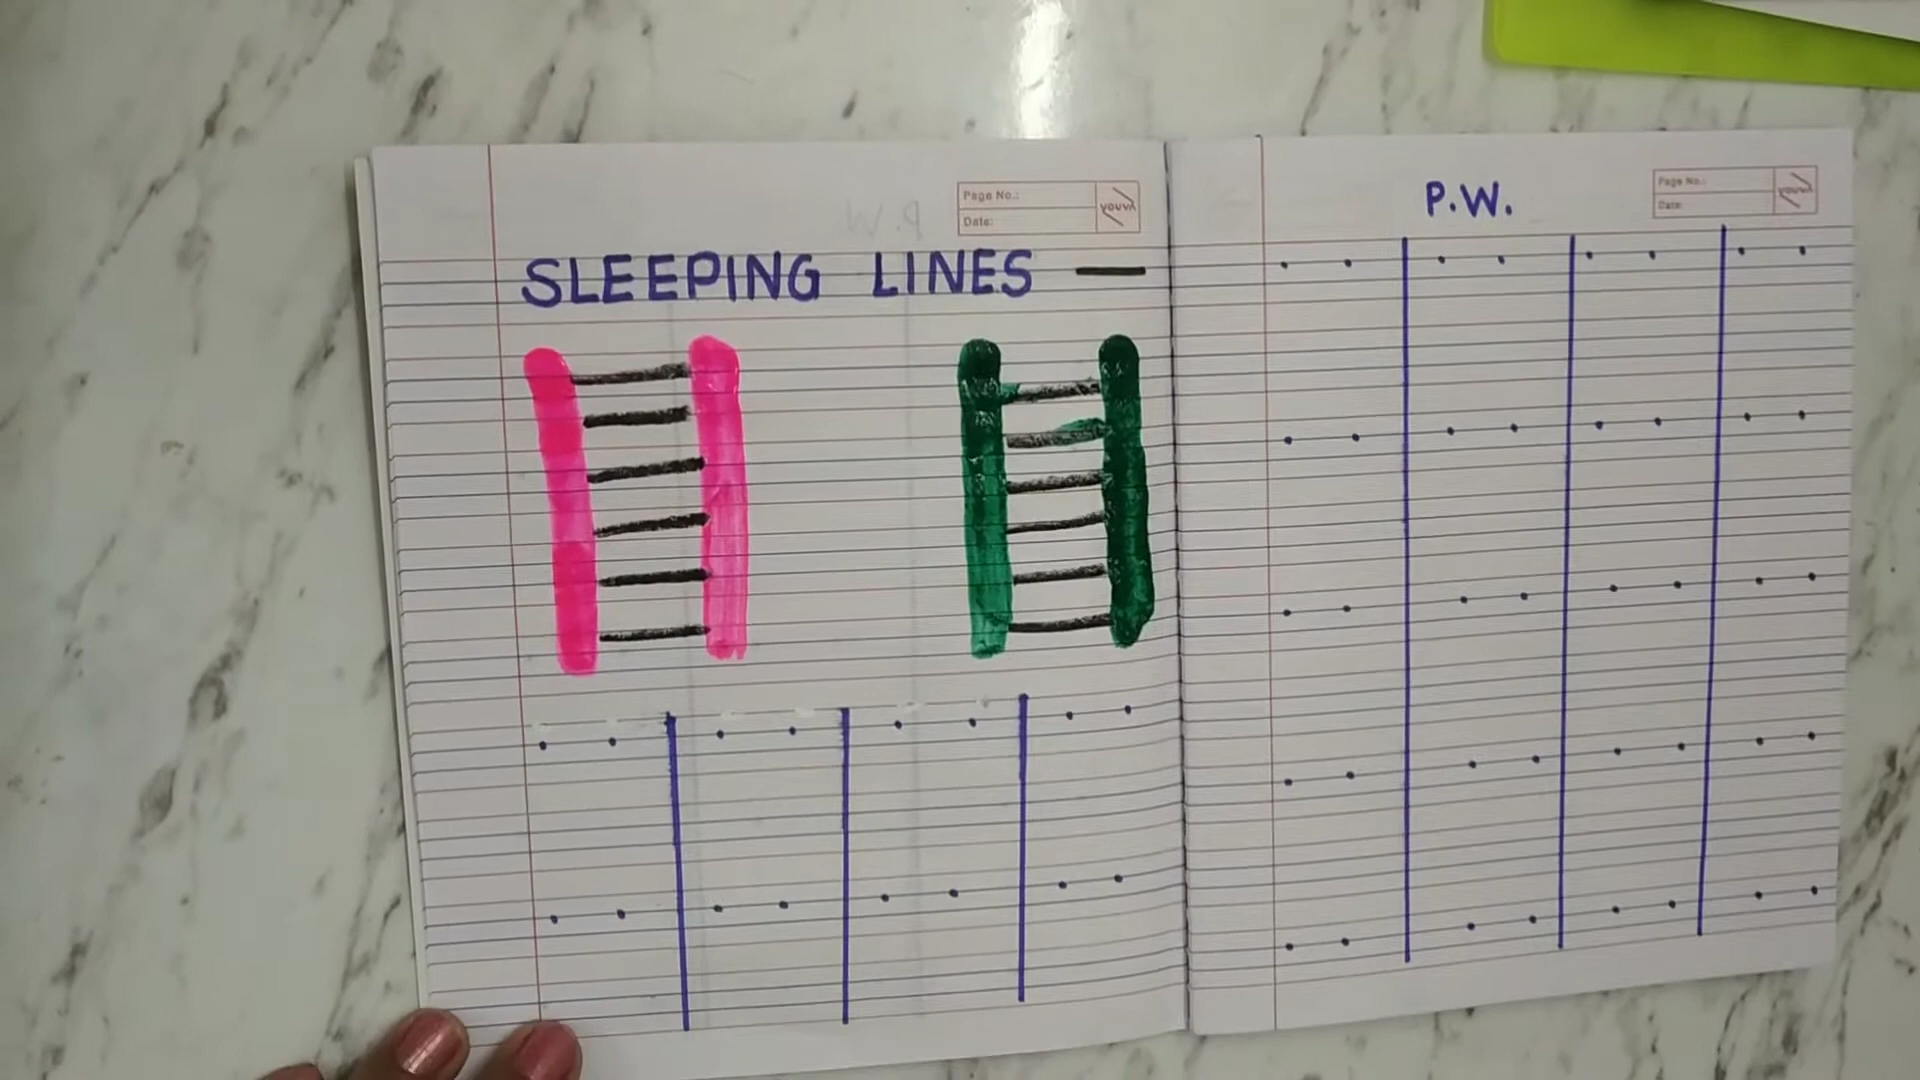 Page No.:
Date:
youva
SLEEPING LINES —
P.W.
Page No.:
Date:
youva